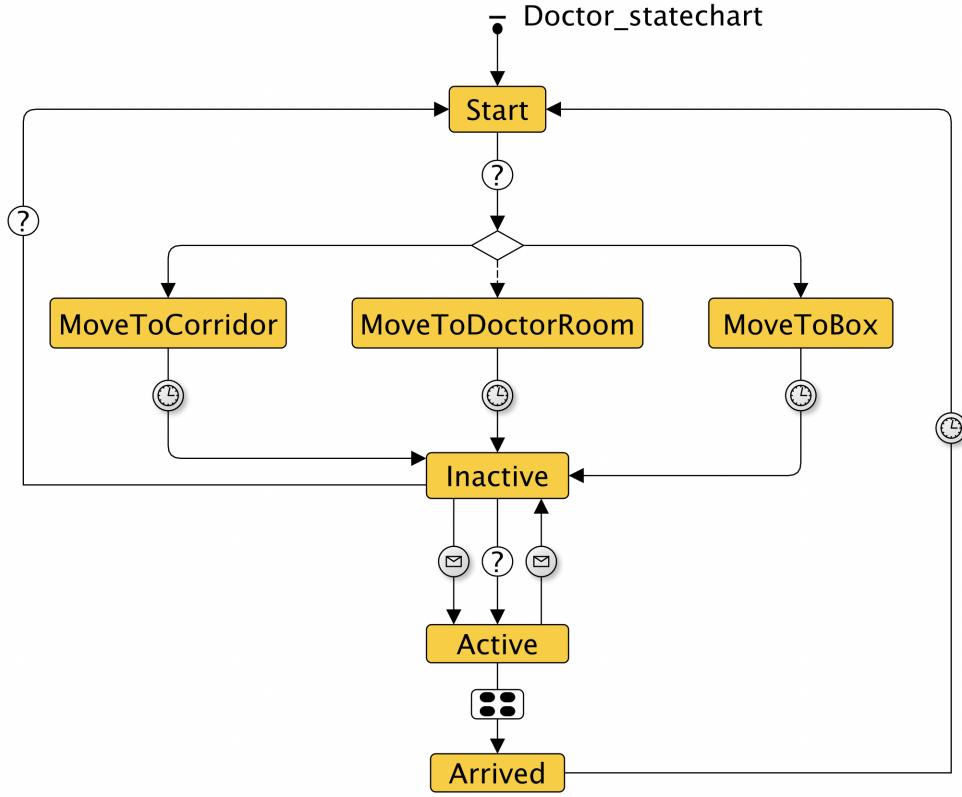 Doctor_statechart
Start
?
?
MoveToCorridor
MoveToDoctorRoom
MoveToBox
Inactive
?
Active
Arrived